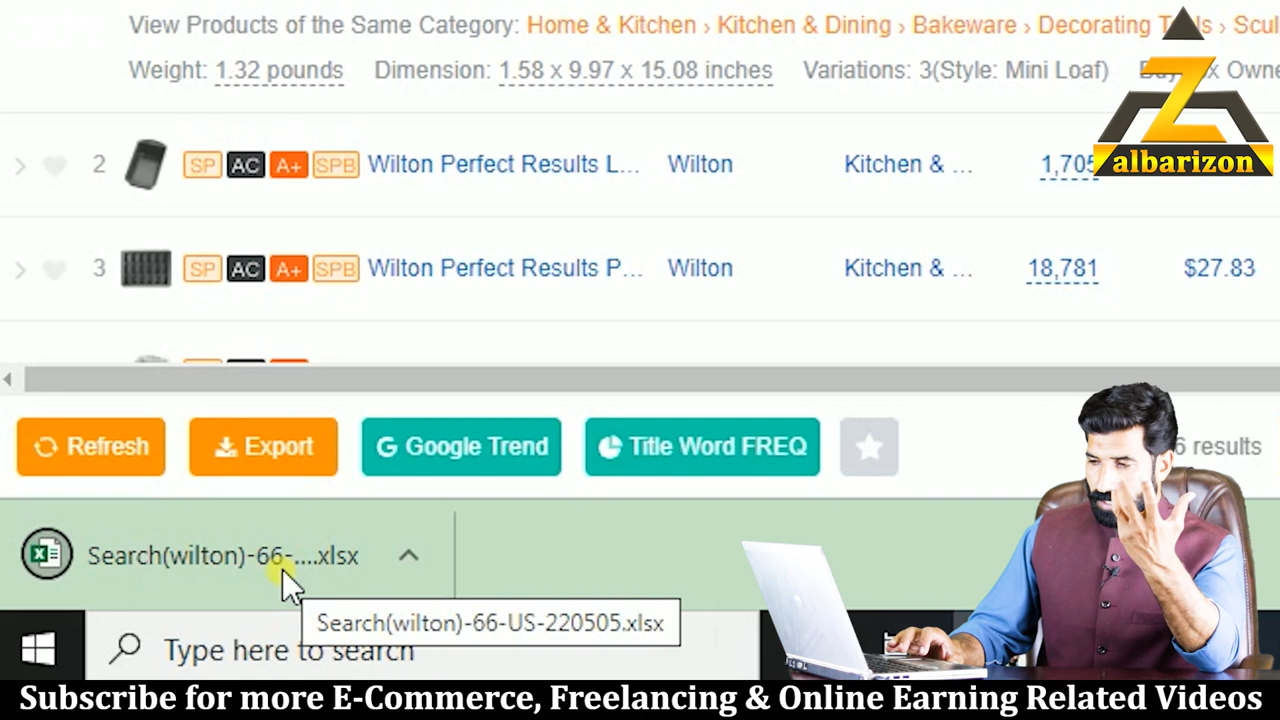 View Products of the Same Category: Home & Kitchen › Kitchen & Dining › Bakeware › Decorating › Scul
Weight: 1.32 pounds Dimension: 1.58 x 9.97 x 15.08 inches Variations: 3(Style: Mini Loaf)
Z
albarizon
2 SP AC A+ SPB Wilton Perfect Results L... Wilton Kitchen & ... 1,705
3 SP AC A+ SPB Wilton Perfect Results P... Wilton Kitchen & ... 18,781 $27.83
Refresh Export Google Trend Title Word FREQ 6 results
Search(wilton)-66-....xlsx
Search(wilton)-66-US-220505.xlsx
Type here to search
Subscribe for more E-Commerce, Freelancing & Online Earning Related Videos